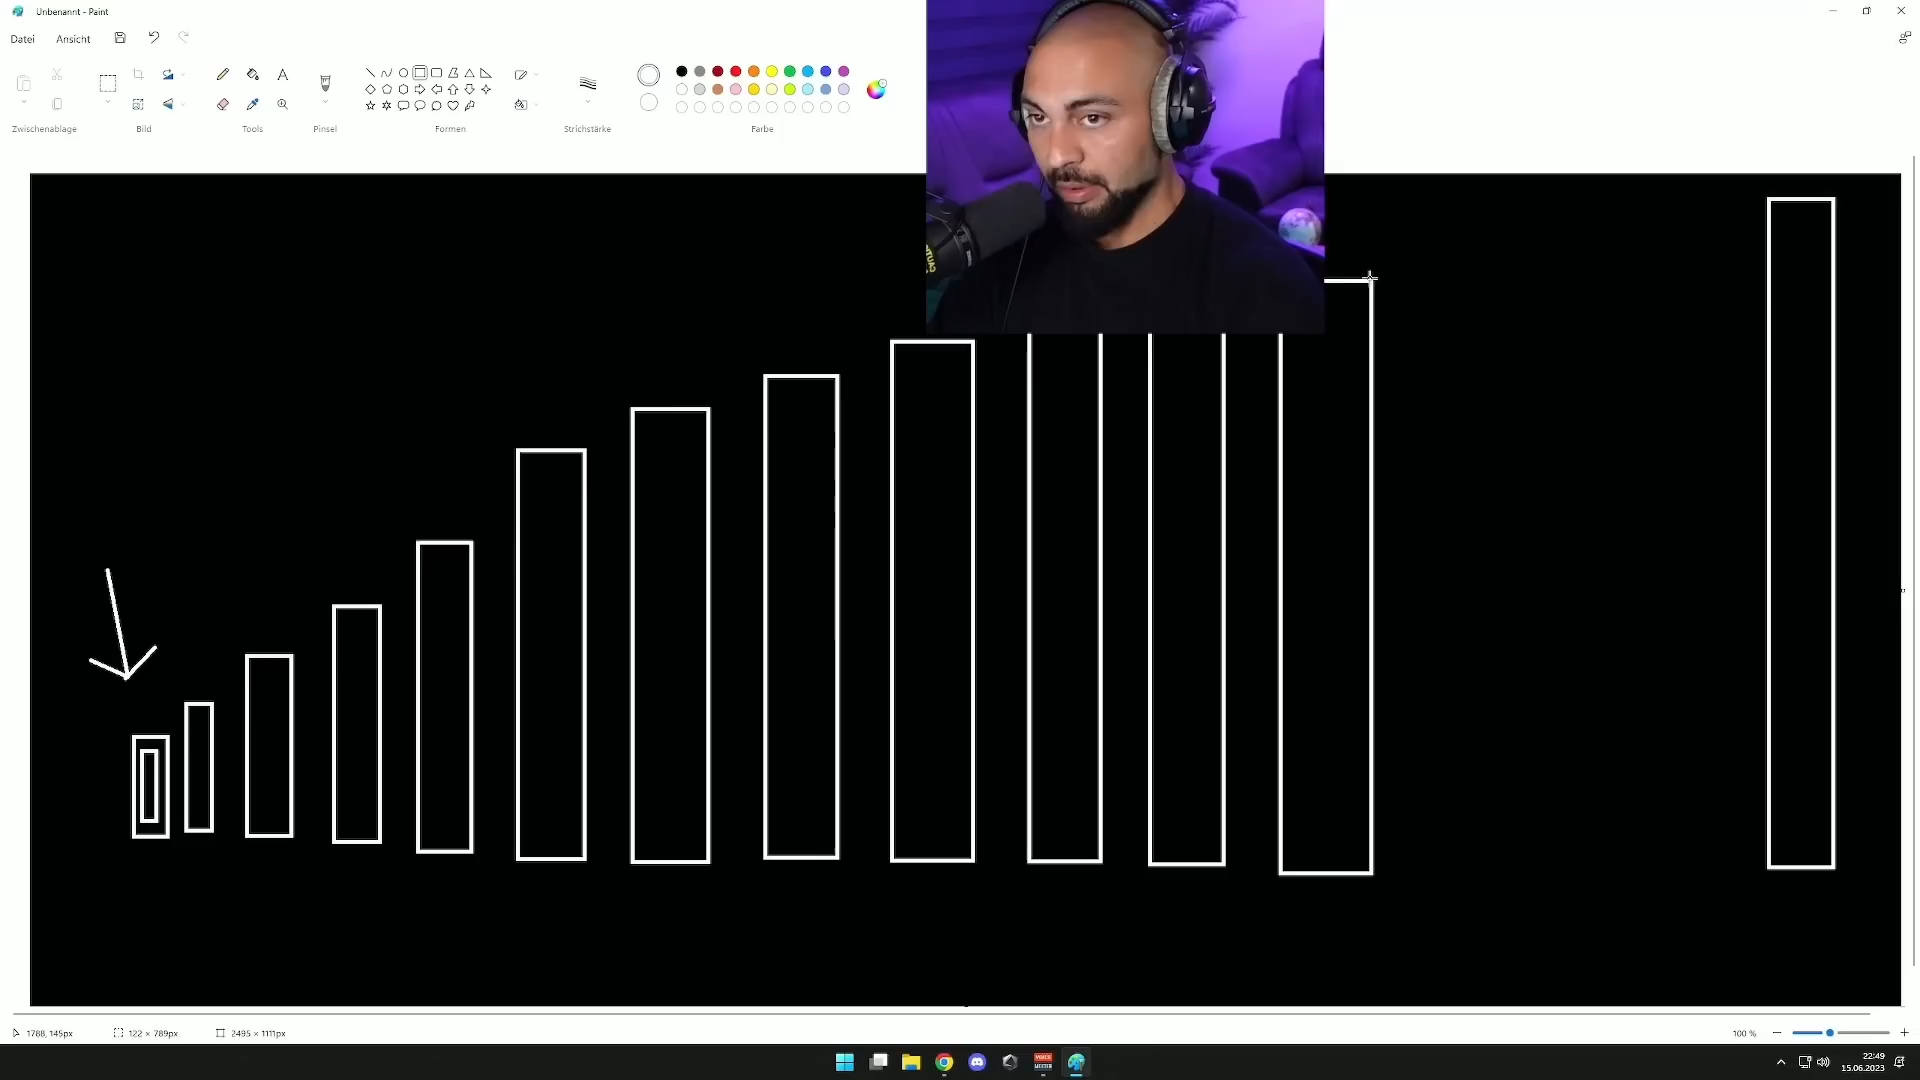 Unbenannt - Paint
Datei
Ansicht
Zwischenablage
Bild
Tools
Pinsel
Formen
Strichstärke
Farbe
1788, 145px
122 × 789px
2495 × 1111px
100 %
22:49
15.06.2023